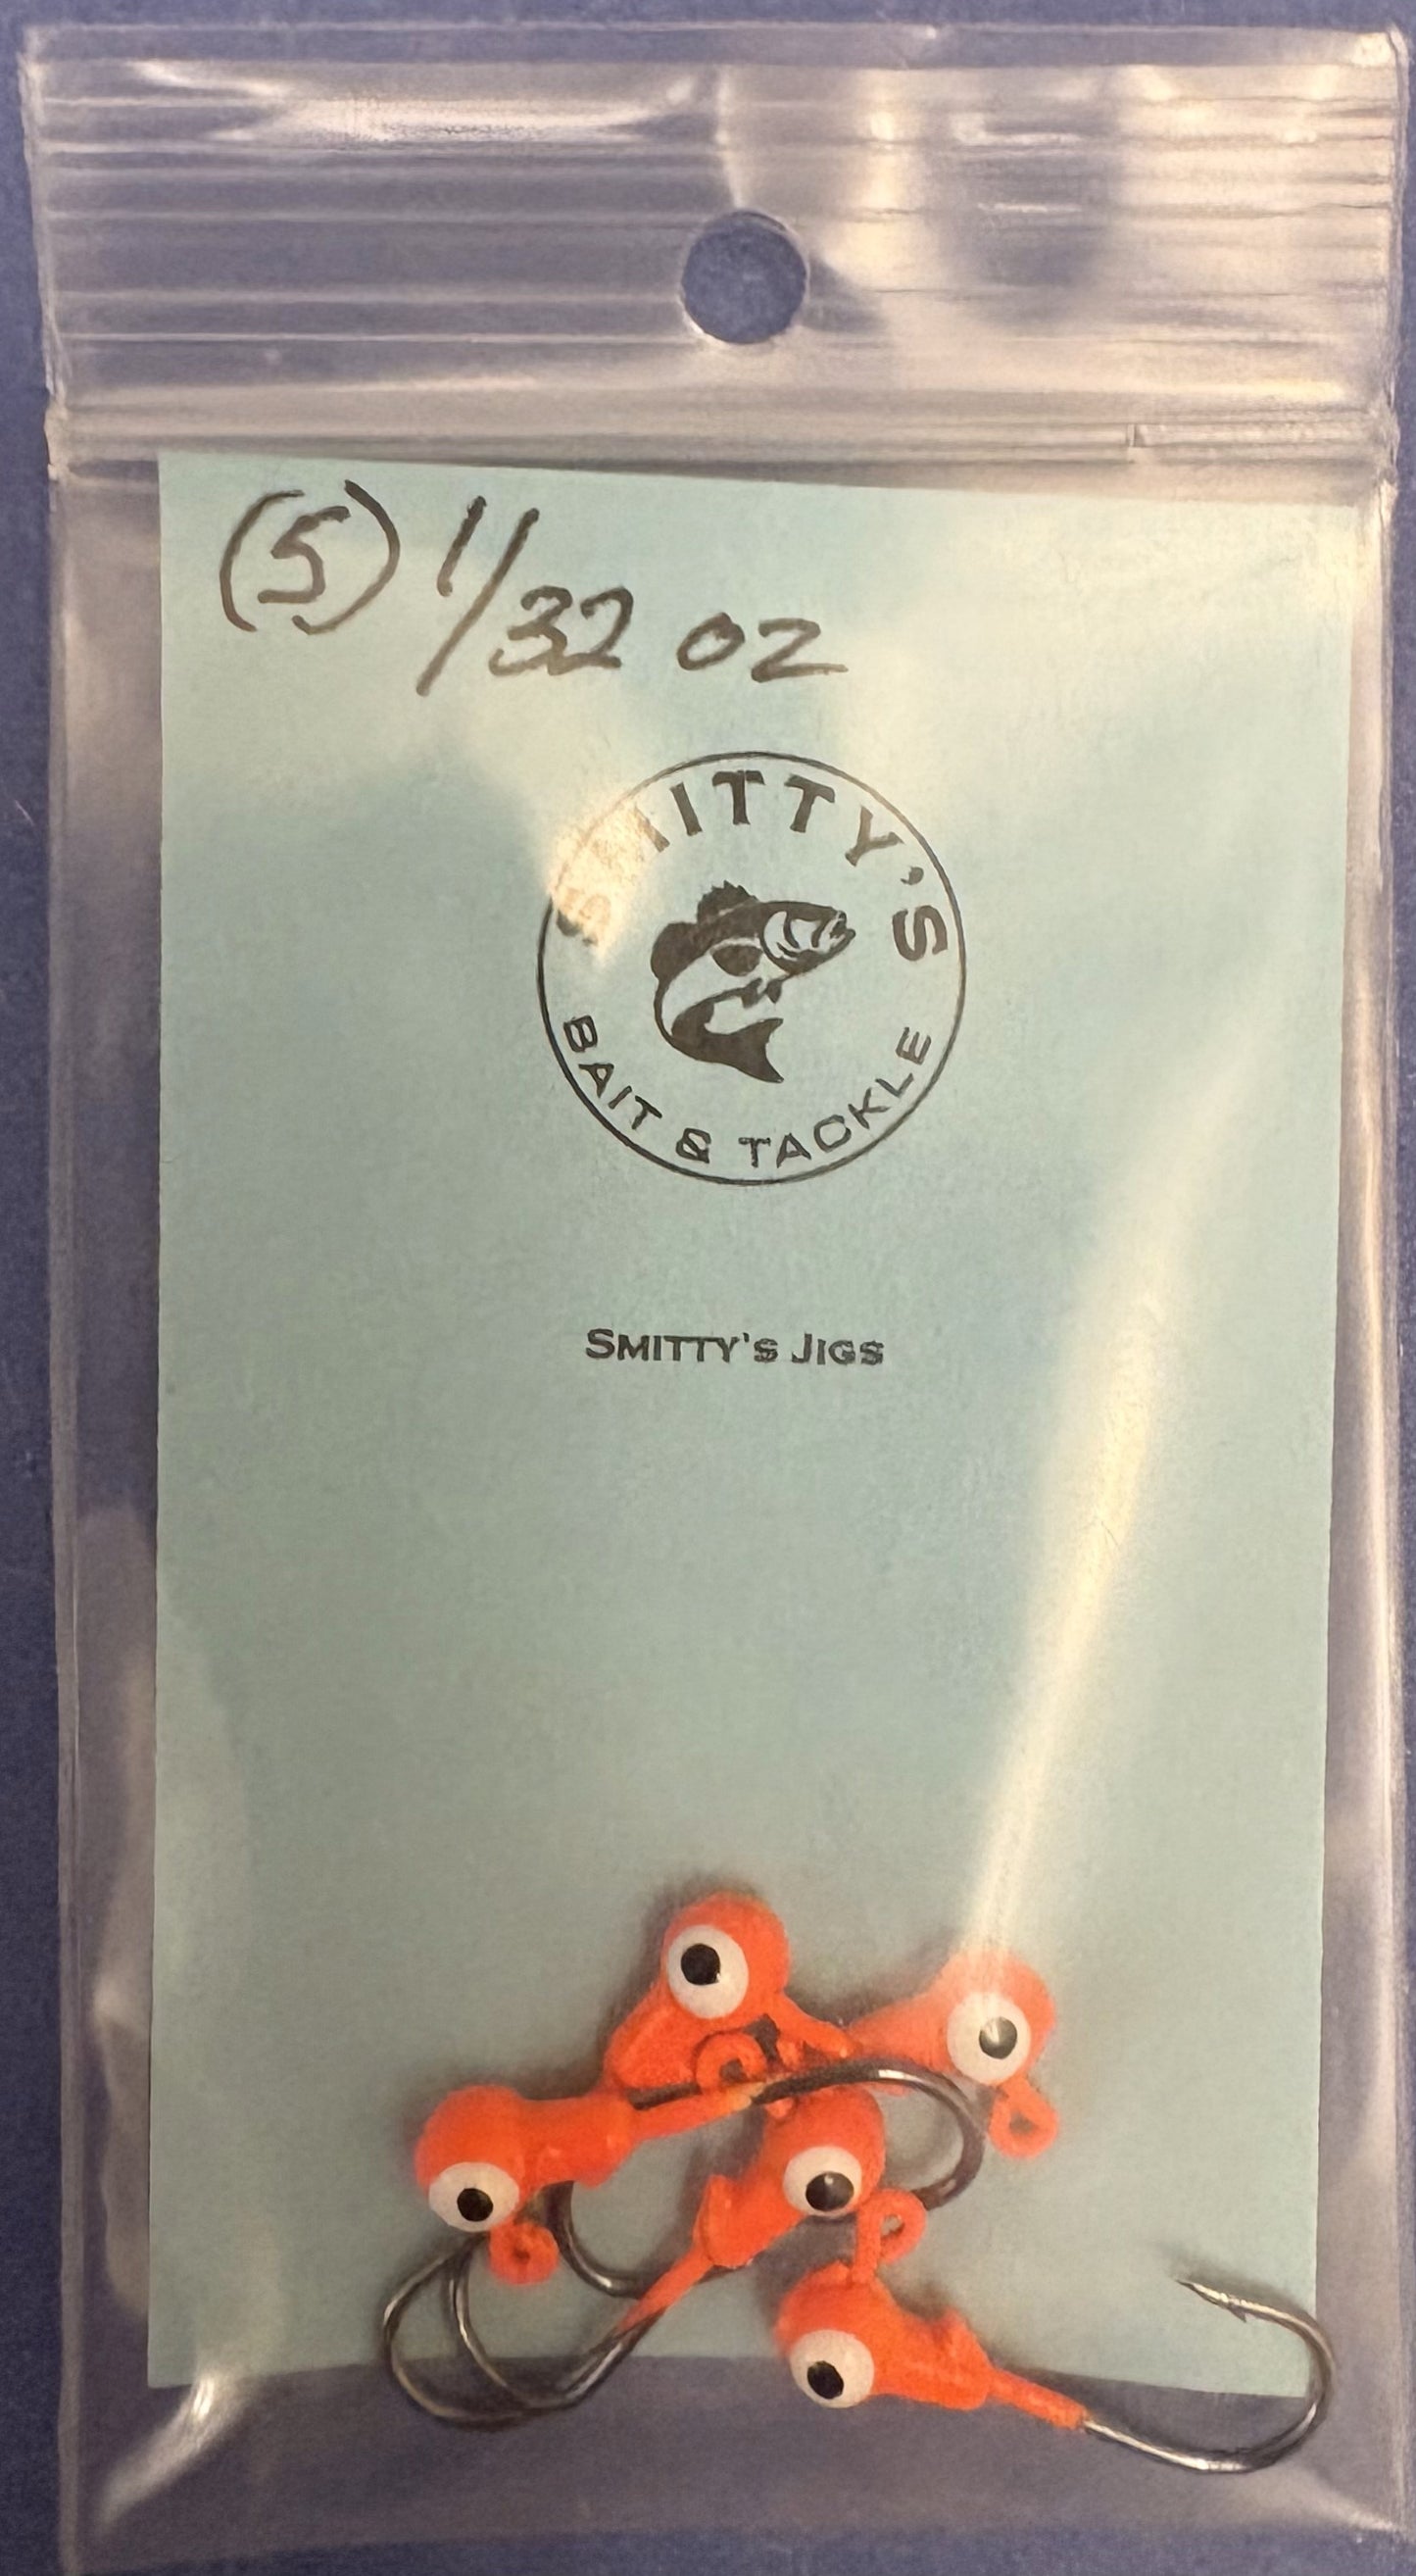 (5) 1/32 oz
SMITTY'S
BAIT & TACKLE
SMITTY'S JIGS